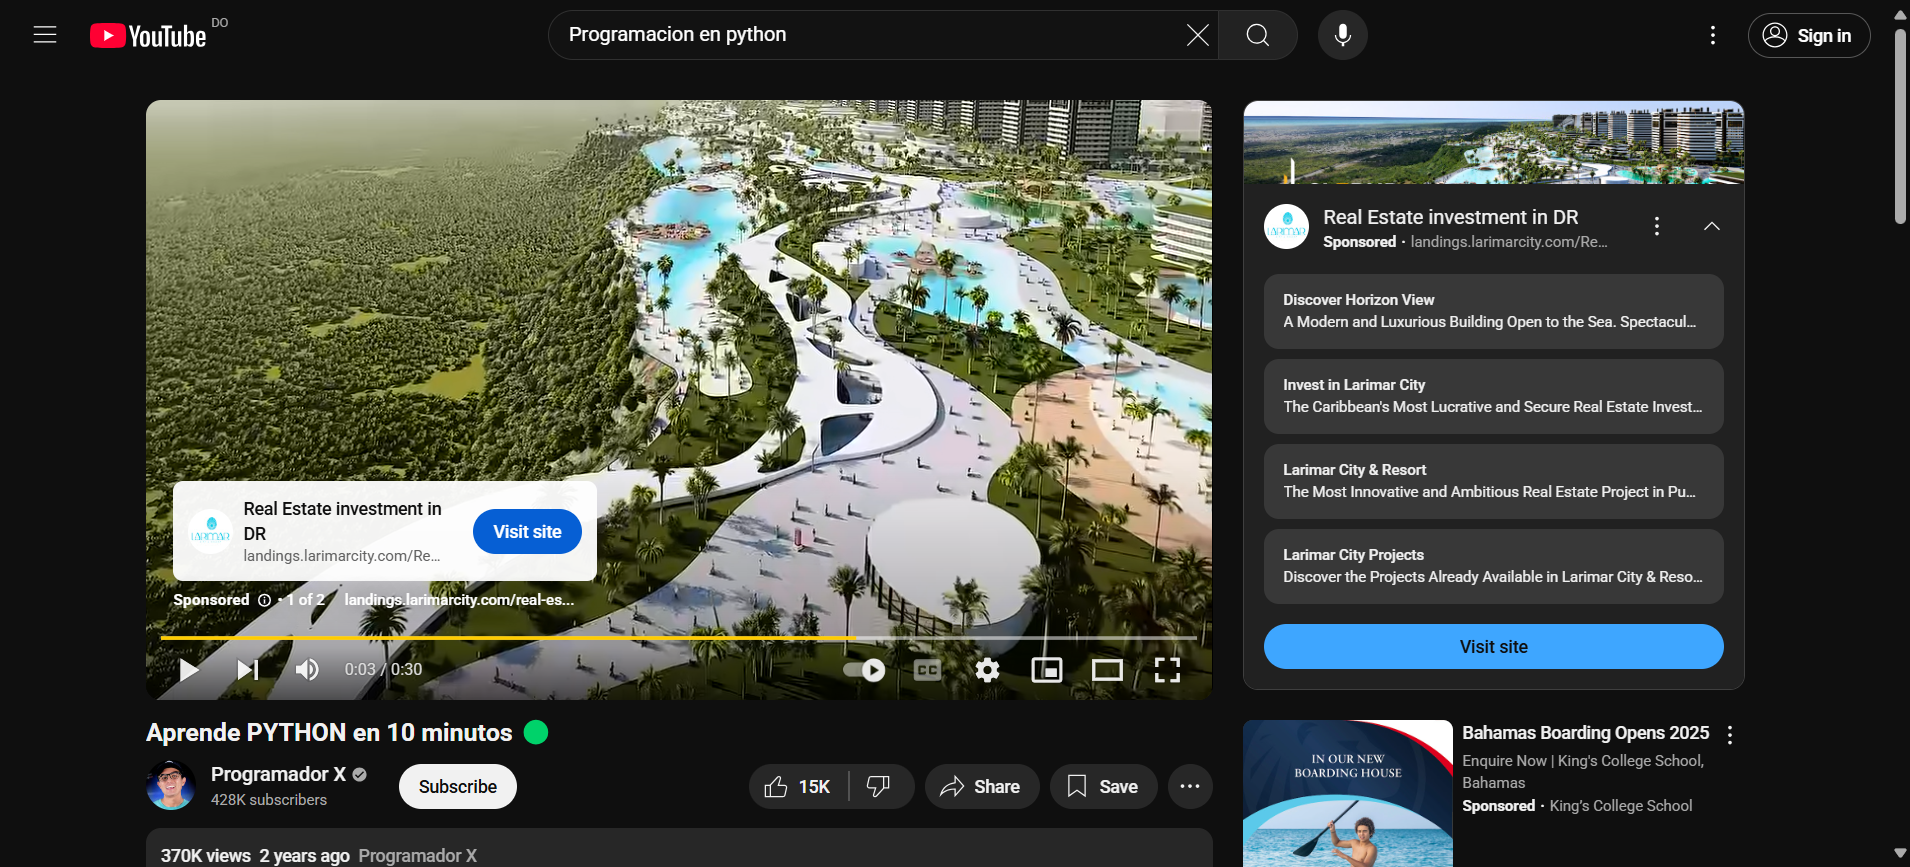 YouTube DO
Programacion en python
Sign in
Real Estate investment in
DR
landings.larimarcity.com/Re...
LARIMAR
Visit site
Sponsored • 1 of 2 landings.larimarcity.com/real-es...
0:03 / 0:30
CC
Aprende PYTHON en 10 minutos
Programador X
428K subscribers
Subscribe
15K
Share
Save
370K views 2 years ago Programador X
LARIMAR
Real Estate investment in DR
Sponsored · landings.larimarcity.com/Re...
Discover Horizon View
A Modern and Luxurious Building Open to the Sea. Spectacul...
Invest in Larimar City
The Caribbean's Most Lucrative and Secure Real Estate Invest...
Larimar City & Resort
The Most Innovative and Ambitious Real Estate Project in Pu...
Larimar City Projects
Discover the Projects Already Available in Larimar City & Reso...
Visit site
IN OUR NEW
BOARDING HOUSE
Bahamas Boarding Opens 2025
Enquire Now | King's College School,
Bahamas
Sponsored · King's College School